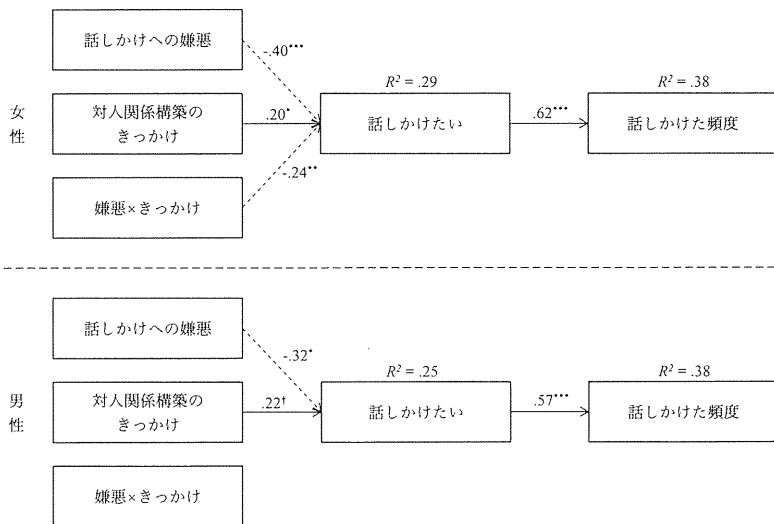 話しかけへの嫌悪
-.40***
R² = .29
R² = .38
女性
対人関係構築の
きっかけ
.20*
話しかけたい
.62***
話しかけた頻度
-.24**
嫌悪×きっかけ
話しかけへの嫌悪
-.32*
R² = .25
R² = .38
男性
対人関係構築の
きっかけ
.22†
話しかけたい
.57***
話しかけた頻度
嫌悪×きっかけ